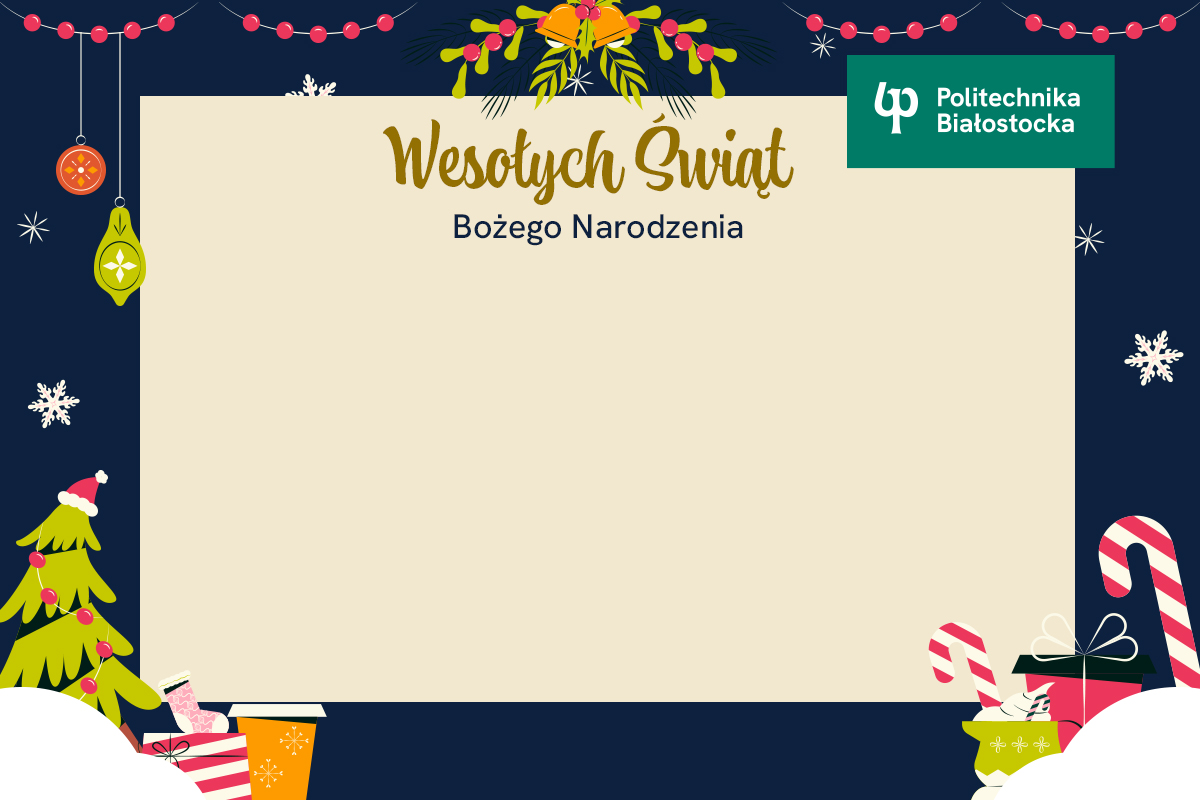 Politechnika
Białostocka
Wesołych Świąt
Bożego Narodzenia